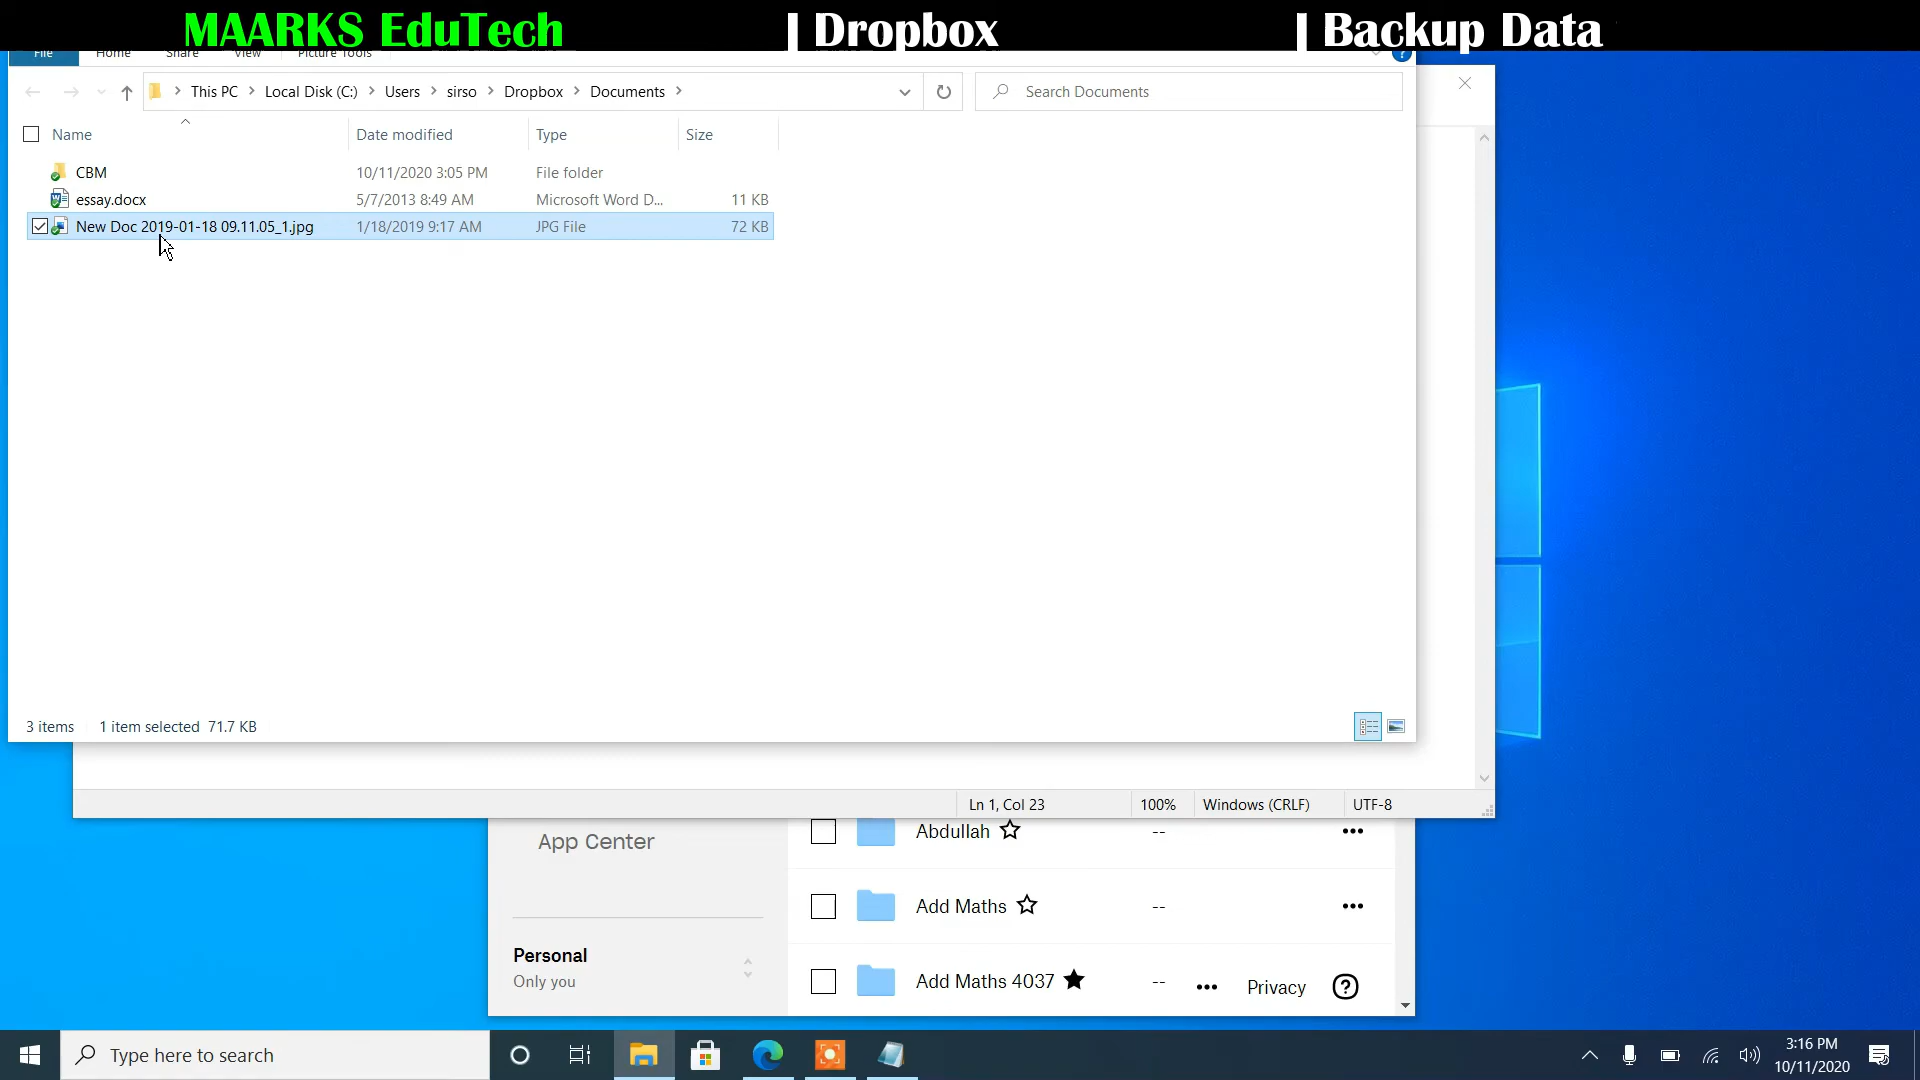 MAARKS EduTech | Dropbox | Backup Data
File Home Share View Picture Tools
This PC Local Disk (C:) Users sirso Dropbox Documents
Search Documents
Name Date modified Type Size
CBM 10/11/2020 3:05 PM File folder
essay.docx 5/7/2013 8:49 AM Microsoft Word D... 11 KB
New Doc 2019-01-18 09.11.05_1.jpg 1/18/2019 9:17 AM JPG File 72 KB
3 items 1 item selected 71.7 KB
Ln 1, Col 23 100% Windows (CRLF) UTF-8
App Center
Abdullah -- •••
Add Maths -- •••
Personal
Only you
Add Maths 4037 -- ••• Privacy ?
Type here to search
3:16 PM
10/11/2020